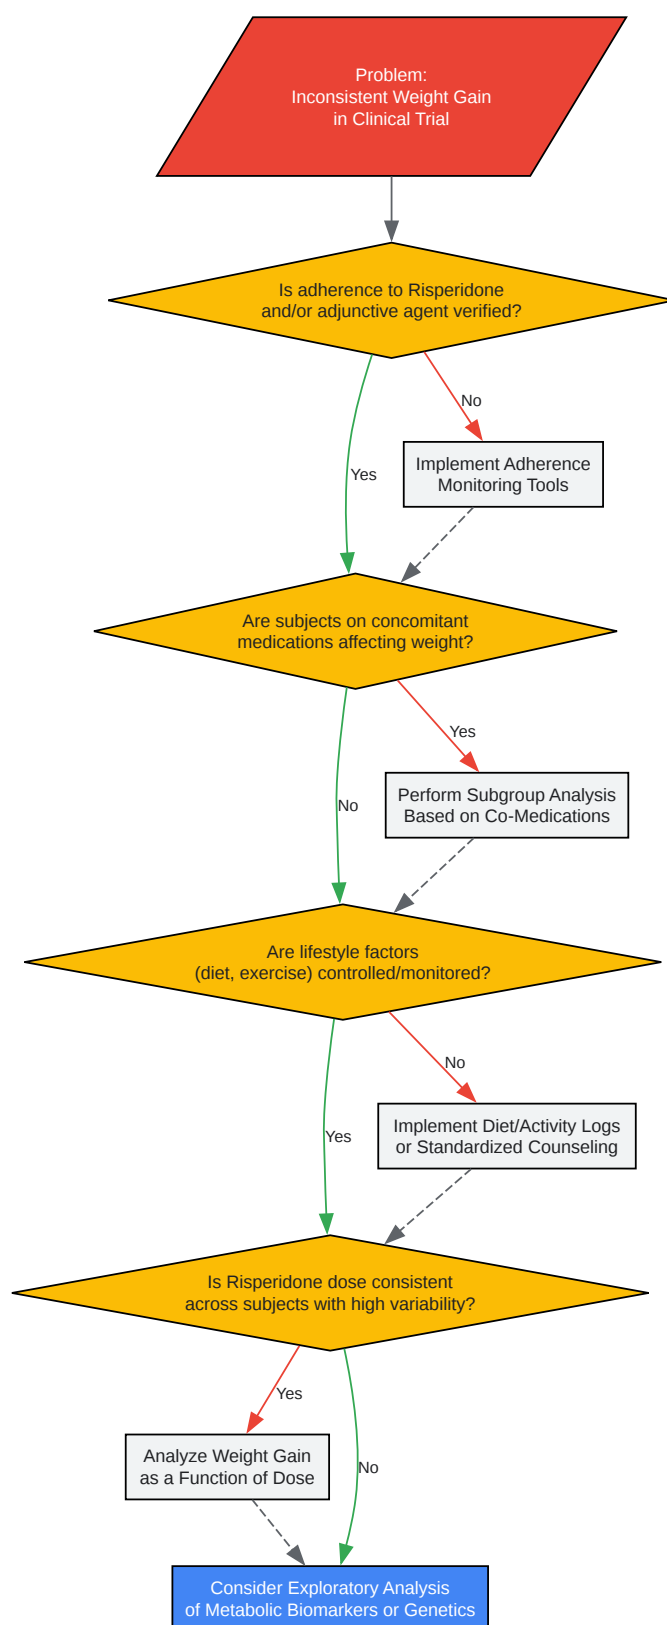 Problem:
Inconsistent Weight Gain
in Clinical Trial
Is adherence to Risperidone
and/or adjunctive agent verified?
No
Yes
Implement Adherence
Monitoring Tools
Are subjects on concomitant
medications affecting weight?
Yes
No
Perform Subgroup Analysis
Based on Co-Medications
Are lifestyle factors
(diet, exercise) controlled/monitored?
No
Yes
Implement Diet/Activity Logs
or Standardized Counseling
Is Risperidone dose consistent
across subjects with high variability?
Yes
No
Analyze Weight Gain
as a Function of Dose
Consider Exploratory Analysis
of Metabolic Biomarkers or Genetics